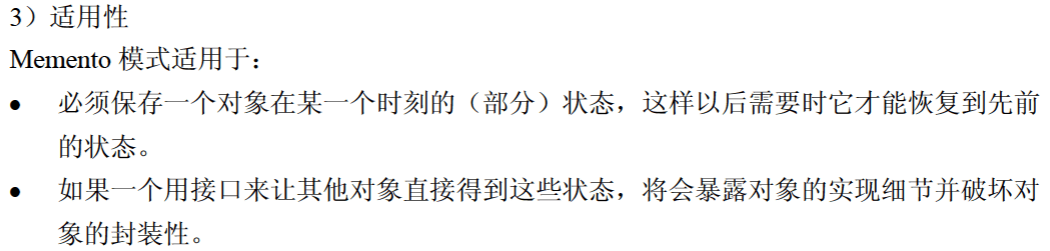 3）适用性
Memento 模式适用于：
● 必须保存一个对象在某一个时刻的（部分）状态，这样以后需要时它才能恢复到先前
的状态。
● 如果一个用接口来让其他对象直接得到这些状态，将会暴露对象的实现细节并破坏对
象的封装性。